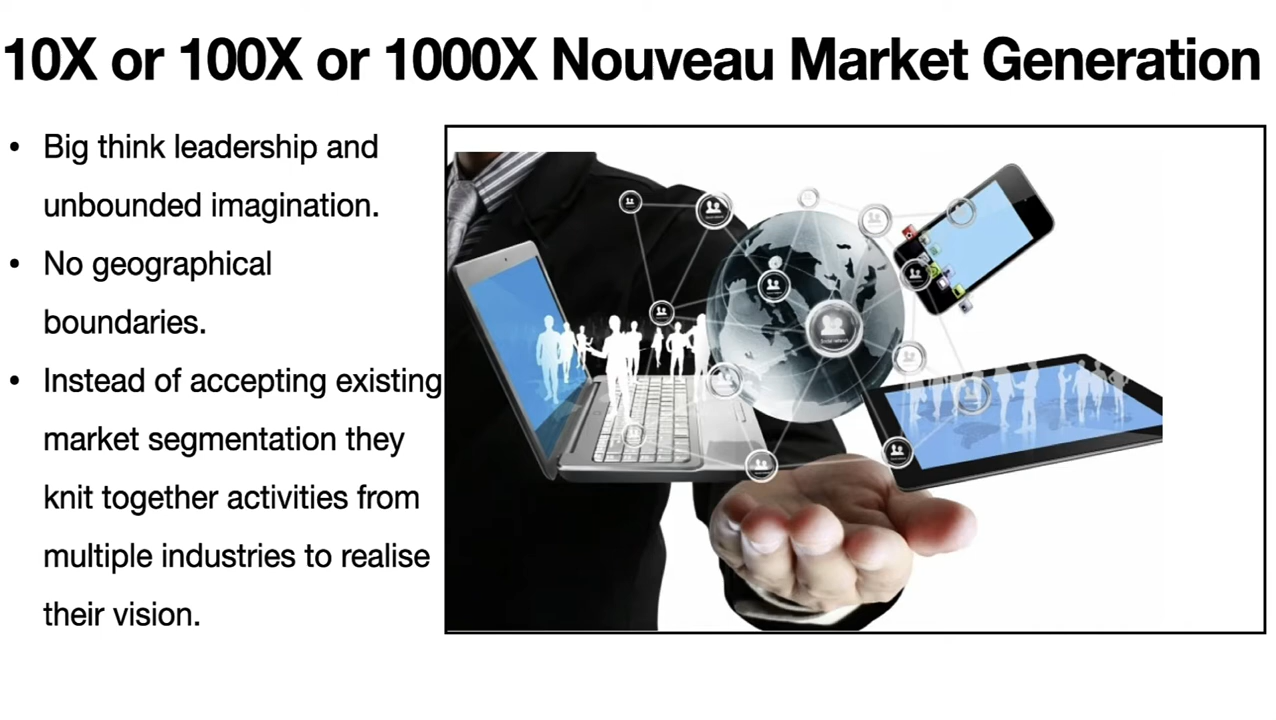 10X or 100X or 1000X Nouveau Market Generation
• Big think leadership and
unbounded imagination.
• No geographical
boundaries.
• Instead of accepting existing
market segmentation they
knit together activities from
multiple industries to realise
their vision.